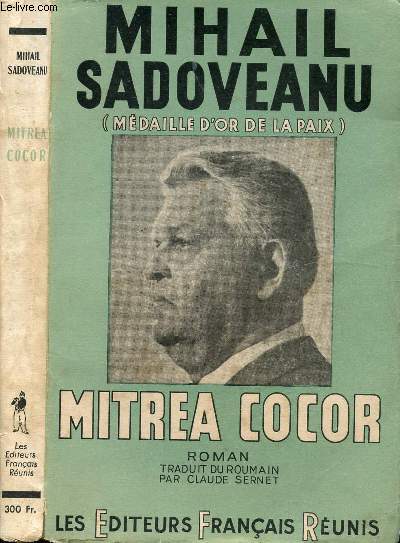 © Le-livre.com
MIHAIL
SADOVEANU
MITREA
COCOR
Les
Editeurs
Français
Réunis
300 Fr.
MIHAIL
SADOVEANU
(MÉDAILLE D'OR DE LA PAIX)
MITREA COCOR
ROMAN
TRADUIT DU ROUMAIN
PAR CLAUDE SERNET
LES EDITEURS FRANÇAIS RÉUNIS